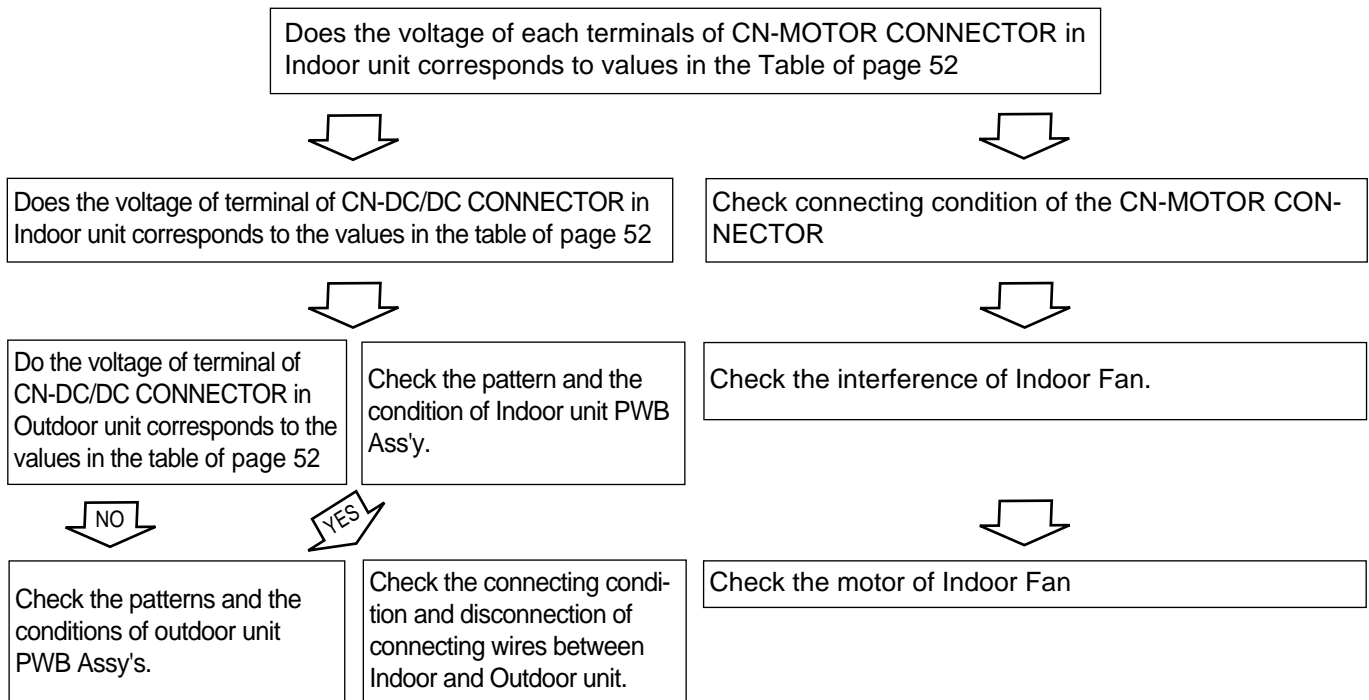 Does the voltage of each terminals of CN-MOTOR CONNECTOR in
Indoor unit corresponds to values in the Table of page 52
Does the voltage of terminal of CN-DC/DC CONNECTOR in
Indoor unit corresponds to the values in the table of page 52
Check connecting condition of the CN-MOTOR CON-
NECTOR
Do the voltage of terminal of
CN-DC/DC CONNECTOR in
Outdoor unit corresponds to the
values in the table of page 52
Check the pattern and the
condition of Indoor unit PWB
Ass'y.
Check the interference of Indoor Fan.
NO
YES
Check the patterns and the
conditions of outdoor unit
PWB Assy's.
Check the connecting condi-
tion and disconnection of
connecting wires between
Indoor and Outdoor unit.
Check the motor of Indoor Fan